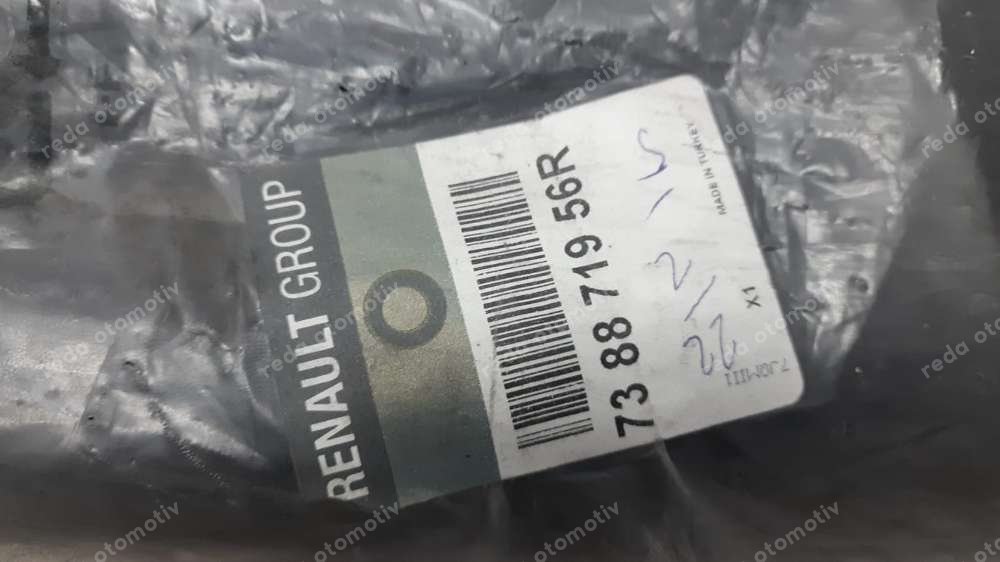 RENAULT GROUP
73 88 719 56R
X1
MADE IN TURKEY
reda otomotiv